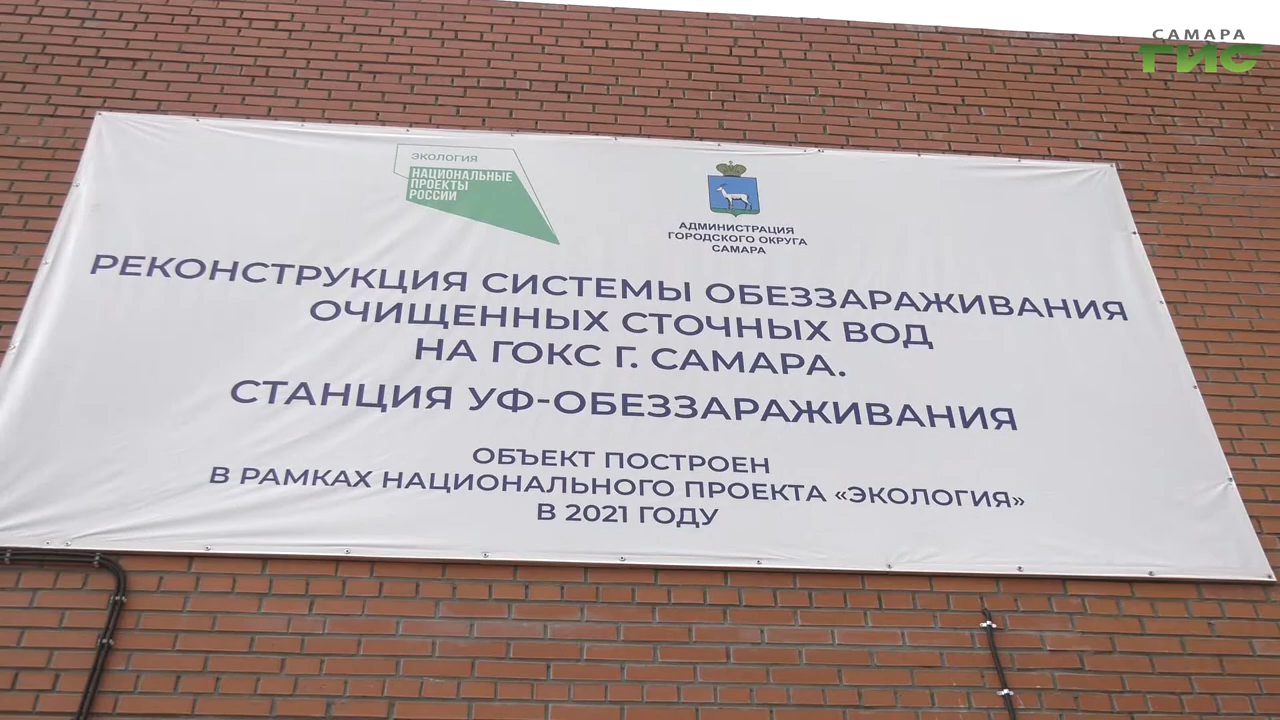 САМАРА
ГИС
ЭКОЛОГИЯ
НАЦИОНАЛЬНЫЕ
ПРОЕКТЫ
РОССИИ
АДМИНИСТРАЦИЯ
ГОРОДСКОГО ОКРУГА
САМАРА
РЕКОНСТРУКЦИЯ СИСТЕМЫ ОБЕЗЗАРАЖИВАНИЯ
ОЧИЩЕННЫХ СТОЧНЫХ ВОД
НА ГОКС Г. САМАРА.
СТАНЦИЯ УФ-ОБЕЗЗАРАЖИВАНИЯ
ОБЪЕКТ ПОСТРОЕН
В РАМКАХ НАЦИОНАЛЬНОГО ПРОЕКТА «ЭКОЛОГИЯ»
В 2021 ГОДУ